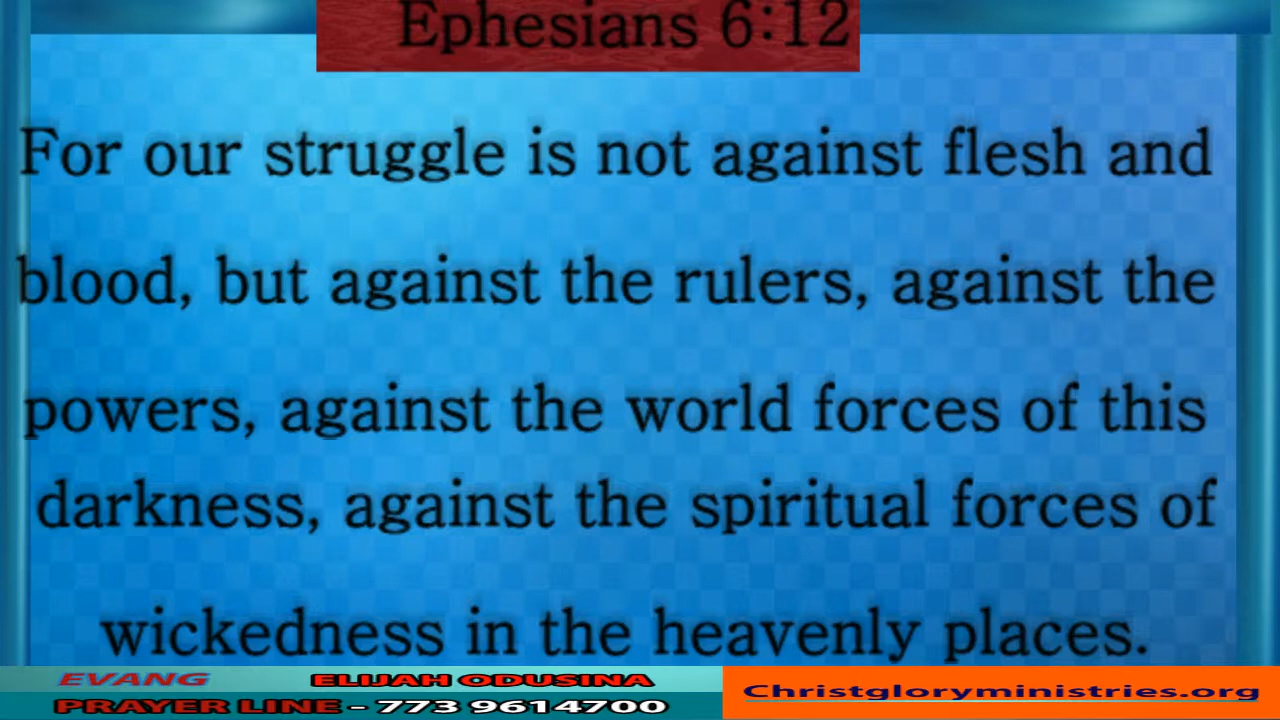 Ephesians 6:12
For our struggle is not against flesh and
blood, but against the rulers, against the
powers, against the world forces of this
darkness, against the spiritual forces of
wickedness in the heavenly places.
EVANG ELIJAH ODUSINA
PRAYER LINE - 773 9614700
Christgloryministries.org